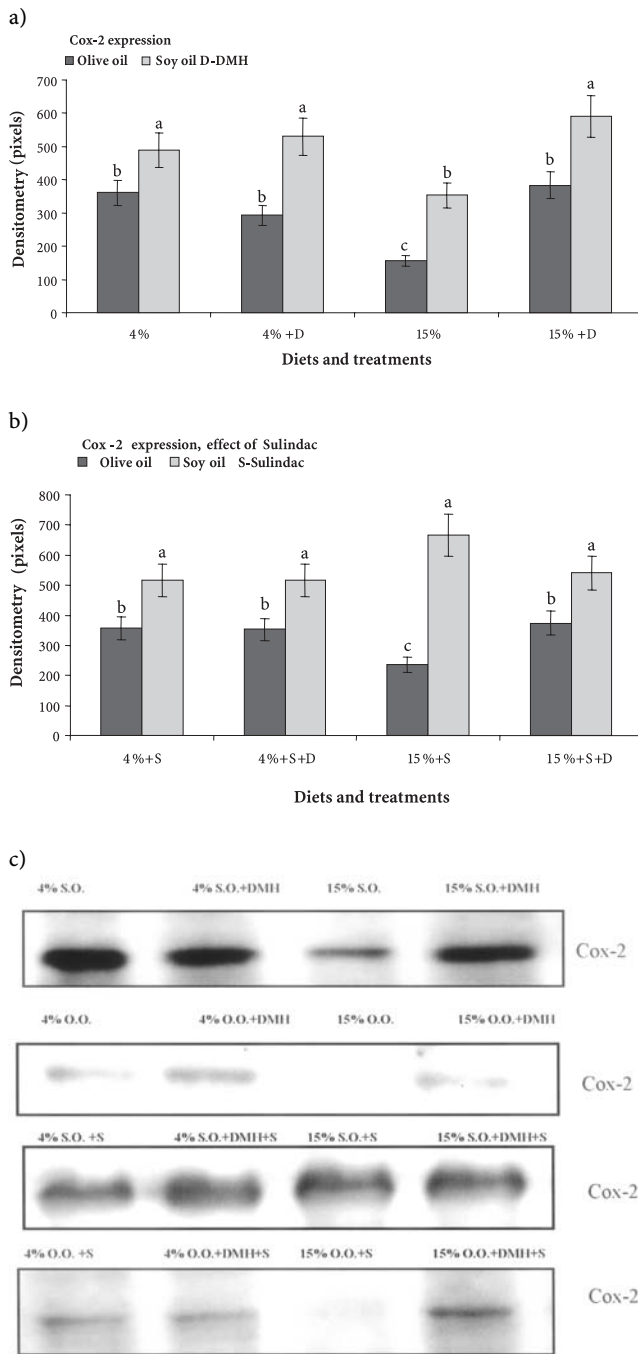 a)
Cox-2 expression
Olive oil Soy oil D-DMH
Densitometry (pixels)
700
600
500
400
300
200
100
0
a
b
a
b
b
c
a
b
4% 4% +D 15% 15% +D
Diets and treatments
b)
Cox -2 expression, effect of Sulindac
Olive oil Soy oil S-Sulindac
Densitometry (pixels)
800
700
600
500
400
300
200
100
0
a
b
a
b
a
c
a
b
4%+S 4%+S+D 15%+S 15%+S+D
Diets and treatments
c)
4% S.O. 4% S.O.+DMH 15% S.O. 15% S.O.+DMH
Cox-2
4% O.O. 4% O.O.+DMH 15% O.O. 15% O.O.+DMH
Cox-2
4% S.O. +S 4% S.O.+DMH+S 15% S.O.+S 15% S.O.+DMH+S
Cox-2
4% O.O. +S 4% O.O.+DMH+S 15% O.O.+S 15% O.O.+DMH+S
Cox-2